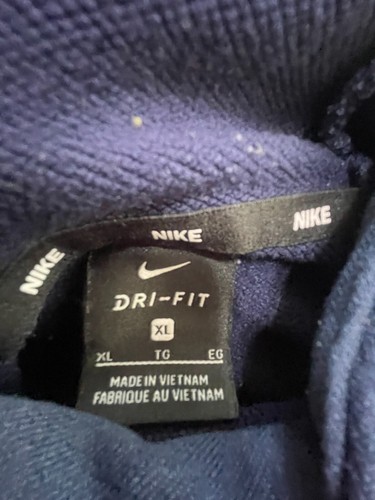 NIKE NIKE NIKE
DRI-FIT
XL
XL TG EG
MADE IN VIETNAM
FABRIQUE AU VIETNAM